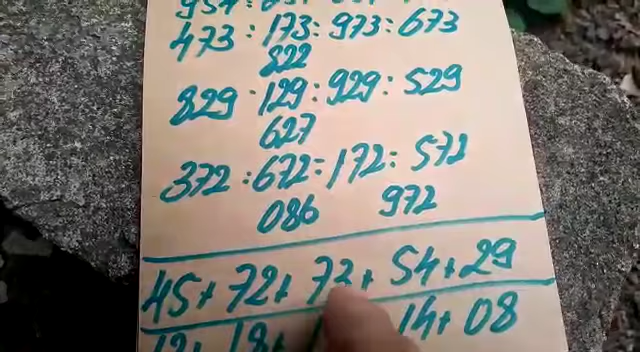 473 : 173 : 973 : 673
822
829 : 129 : 929 : 529
627
372 : 672 = 172 : 572
086 972
45 + 72 + 73 + 54 + 29
14 + 08